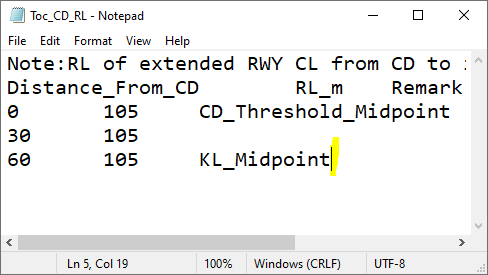 Toc_CD_RL - Notepad
File Edit Format View Help
Note:RL of extended RWY CL from CD to
Distance_From_CD RL_m Remark
0 105 CD_Threshold_Midpoint
30 105
60 105 KL_Midpoint
Ln 5, Col 19 100% Windows (CRLF) UTF-8